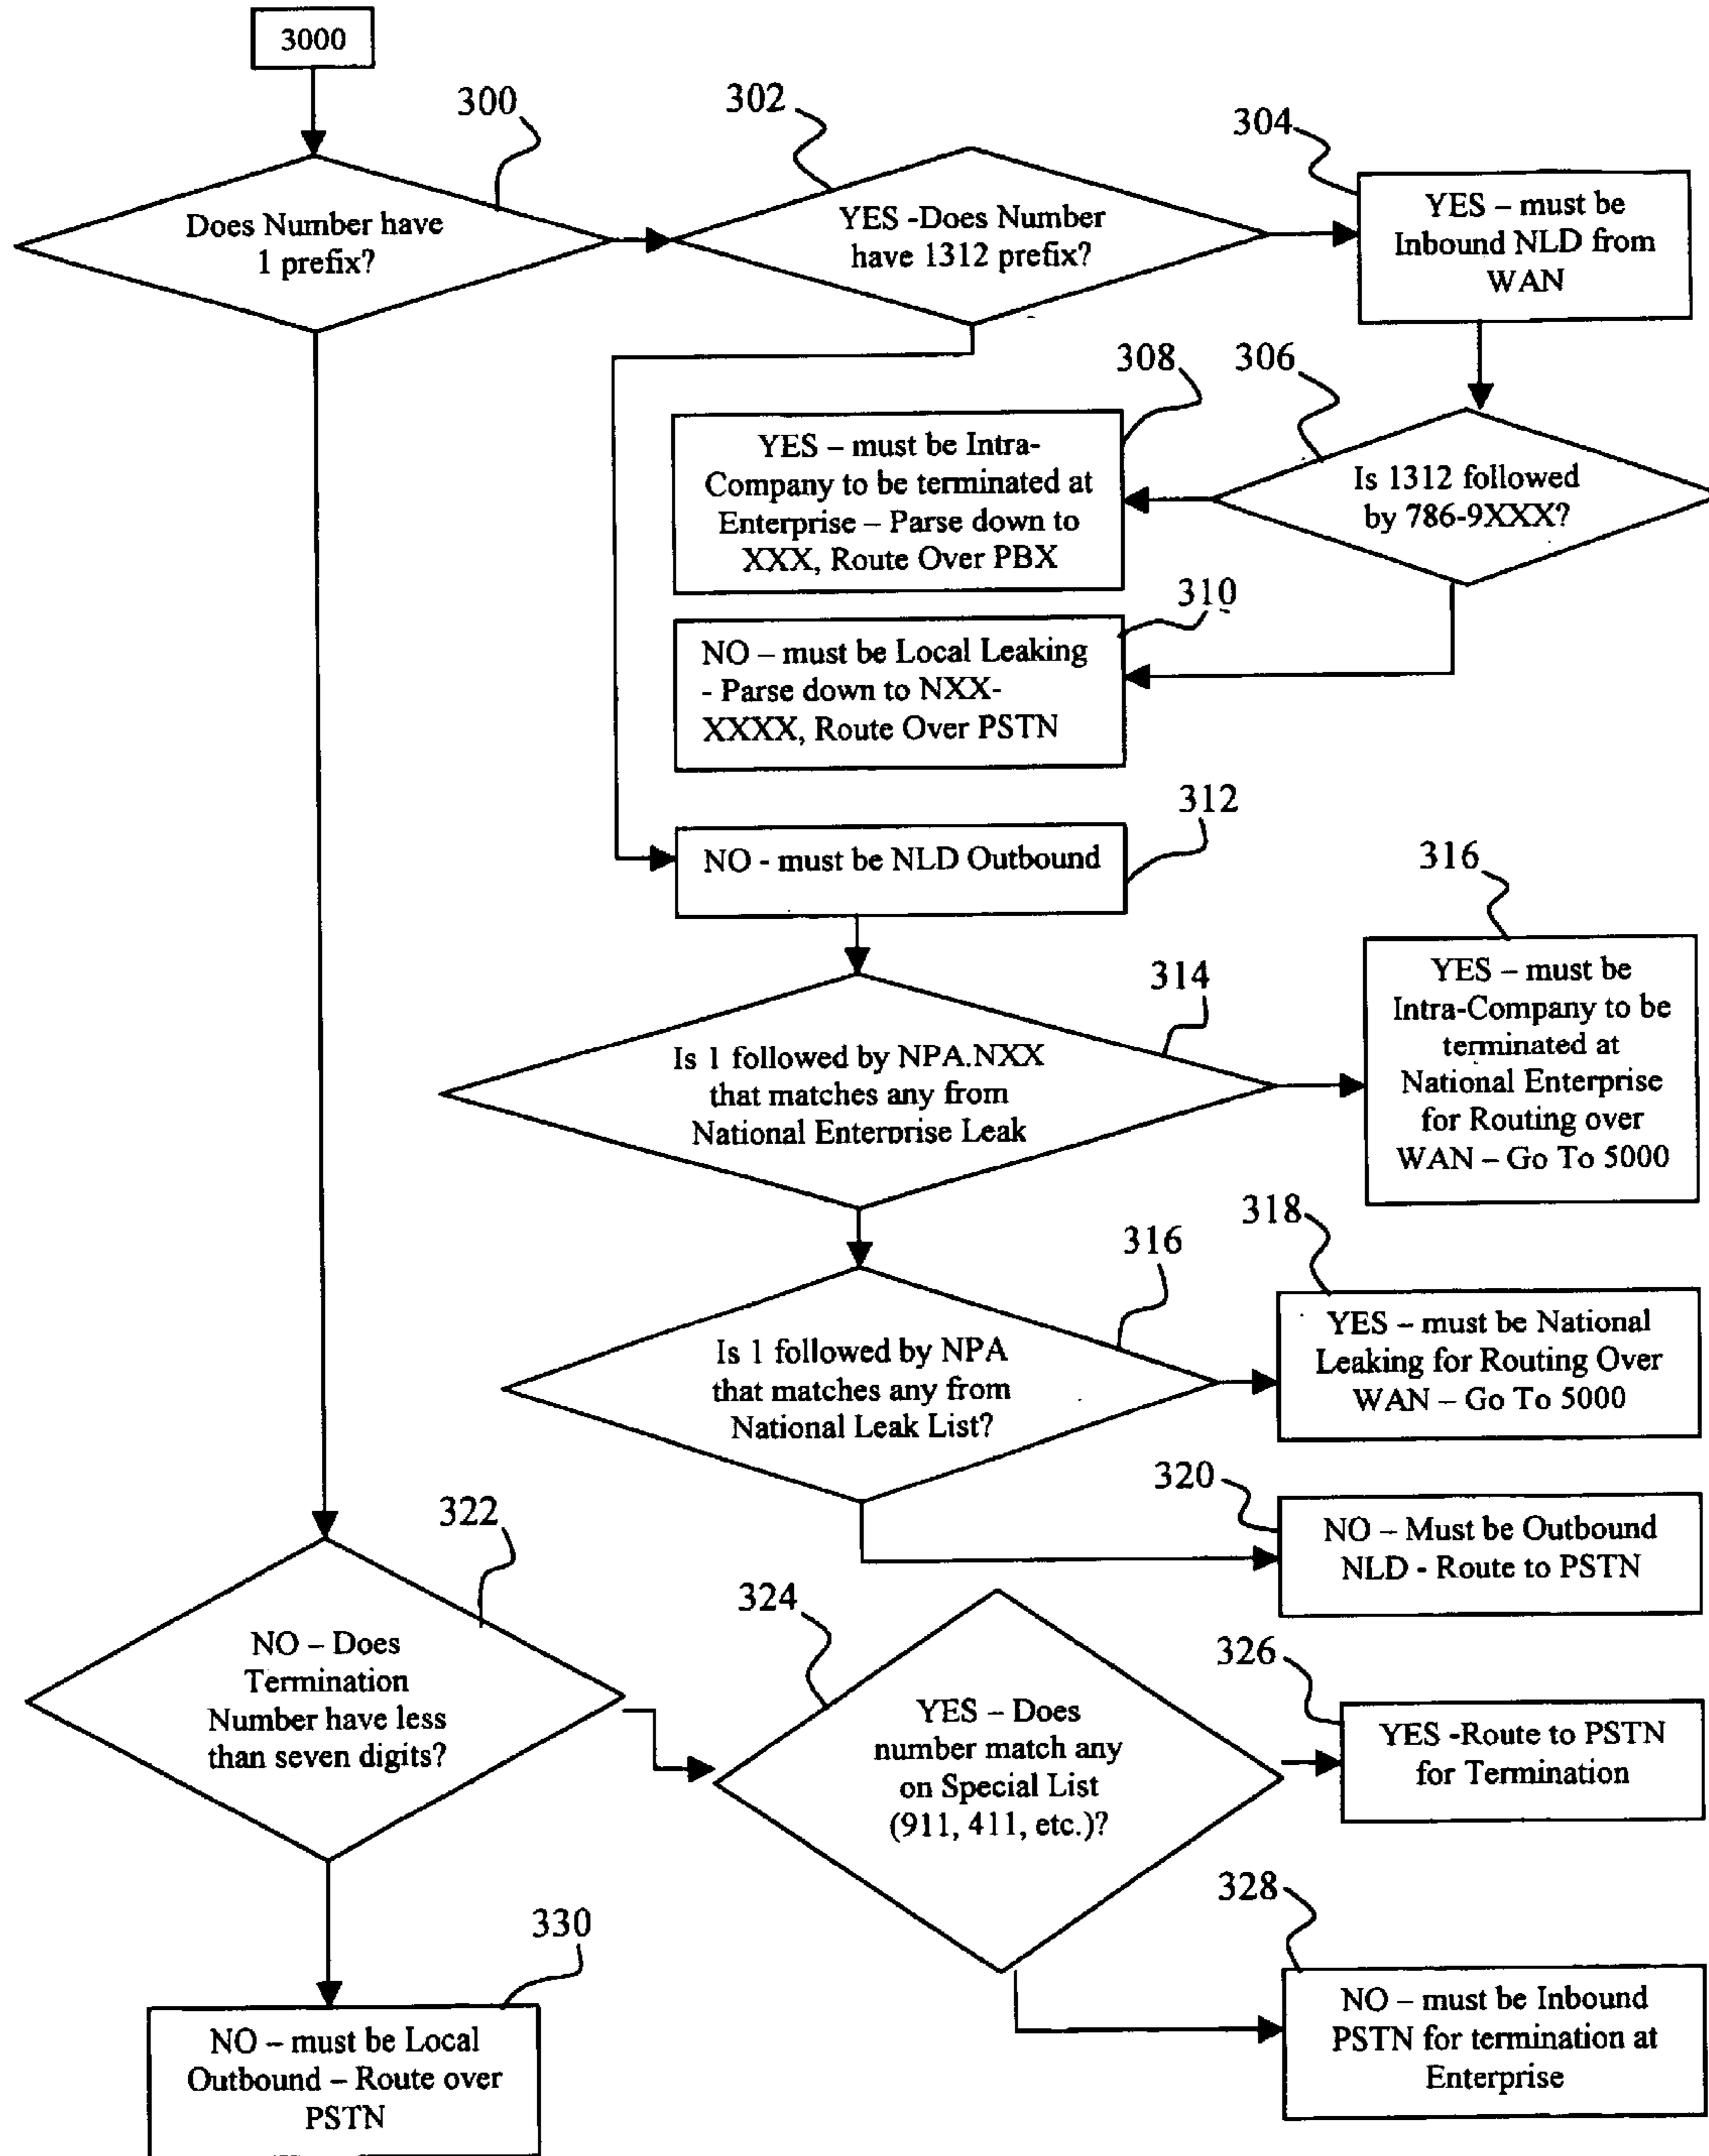 3000
300
302
304
Does Number have
1 prefix?
YES -Does Number
have 1312 prefix?
YES – must be
Inbound NLD from
WAN
308
306
YES – must be Intra-
Company to be terminated at
Enterprise – Parse down to
XXX, Route Over PBX
Is 1312 followed
by 786-9XXX?
310
NO – must be Local Leaking
- Parse down to NXX-
XXXX, Route Over PSTN
312
NO - must be NLD Outbound
316
314
YES – must be
Intra-Company to be
terminated at
National Enterprise
for Routing over
WAN – Go To 5000
Is 1 followed by NPA.NXX
that matches any from
National Enterprise Leak
318
316
Is 1 followed by NPA
that matches any from
National Leak List?
YES – must be National
Leaking for Routing Over
WAN – Go To 5000
320
NO – Must be Outbound
NLD - Route to PSTN
322
NO – Does
Termination
Number have less
than seven digits?
324
YES – Does
number match any
on Special List
(911, 411, etc.)?
326
YES -Route to PSTN
for Termination
328
NO – must be Inbound
PSTN for termination at
Enterprise
330
NO – must be Local
Outbound – Route over
PSTN